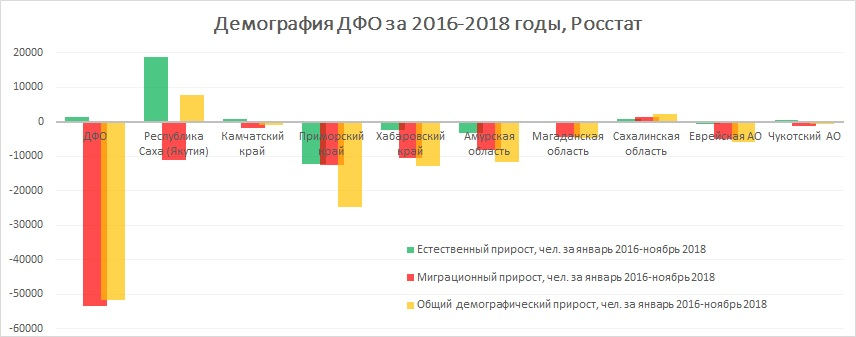 Демография ДФО за 2016-2018 годы, Росстат
20000
10000
0
-10000
-20000
-30000
-40000
-50000
-60000
ДФО
Республика
Саха (Якутия)
Камчатский
край
Приморский
край
Хабаровский
край
Амурская
область
Магаданская
область
Сахалинская
область
Еврейская АО
Чукотский АО
Естественный прирост, чел. за январь 2016-ноябрь 2018
Миграционный прирост, чел. за январь 2016-ноябрь 2018
Общий демографический прирост, чел. за январь 2016-ноябрь 2018